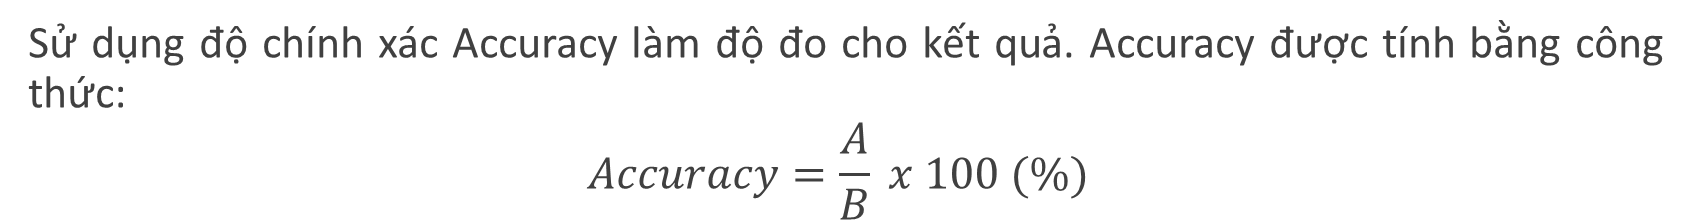 Sử dụng độ chính xác Accuracy làm độ đo cho kết quả. Accuracy được tính bằng công
thức:
Accuracy = A/B x 100 (%)